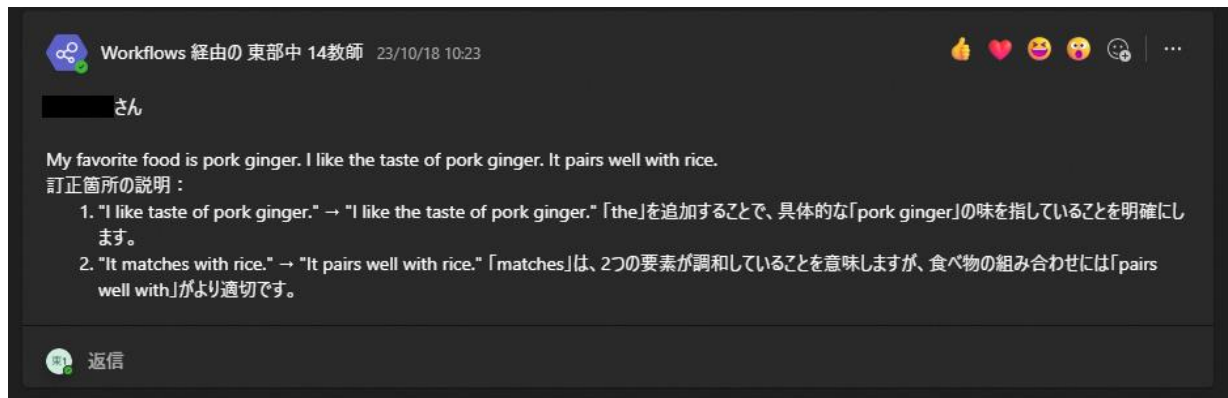 Workflows 経由の 東部中 14教師 23/10/18 10:23
さん
My favorite food is pork ginger. I like the taste of pork ginger. It pairs well with rice.
訂正箇所の説明：
1. "I like taste of pork ginger." → "I like the taste of pork ginger." 「the」を追加することで、具体的な「pork ginger」の味を指していることを明確にし
ます。
2. "It matches with rice." → "It pairs well with rice." 「matches」は、2つの要素が調和していることを意味しますが、食べ物の組み合わせには「pairs
well with」がより適切です。
東1
返信